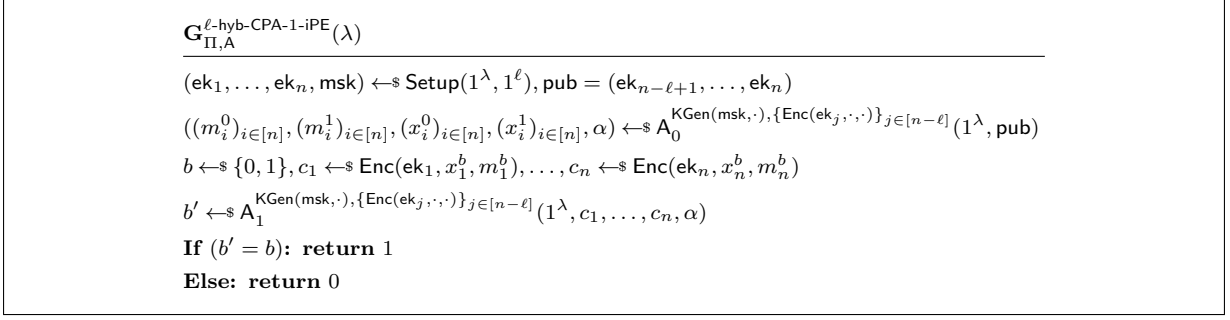 G^{ℓ-hyb-CPA-1-iPE}_{Π,A}(λ)
(ek_1, …, ek_n, msk) ←$ Setup(1^λ, 1^ℓ), pub = (ek_{n−ℓ+1}, …, ek_n)
((m_i^0)_{i∈[n]}, (m_i^1)_{i∈[n]}, (x_i^0)_{i∈[n]}, (x_i^1)_{i∈[n]}, α) ←$ A_0^{KGen(msk,·),{Enc(ek_j,·,·)}_{j∈[n−ℓ]}}(1^λ, pub)
b ←$ {0, 1}, c_1 ←$ Enc(ek_1, x_1^b, m_1^b), …, c_n ←$ Enc(ek_n, x_n^b, m_n^b)
b′ ←$ A_1^{KGen(msk,·),{Enc(ek_j,·,·)}_{j∈[n−ℓ]}}(1^λ, c_1, …, c_n, α)
If (b′ = b): return 1
Else: return 0